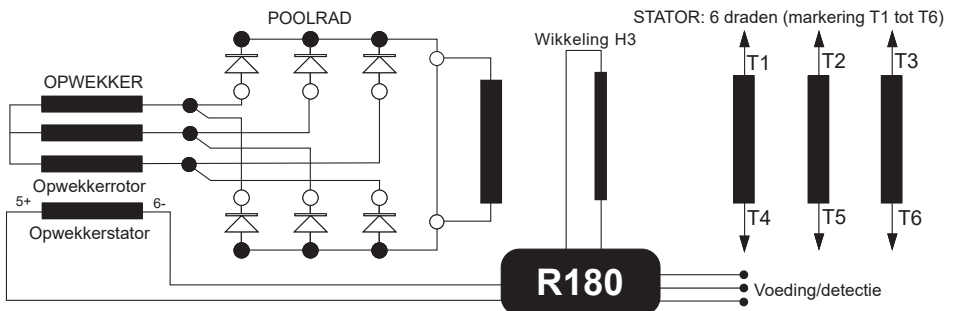 POOLRAD
STATOR: 6 draden (markering T1 tot T6)
Wikkeling H3
T1
T2
T3
OPWEKKER
Opwekkerrotor
5+
6-
Opwekkerstator
T4
T5
T6
R180
Voeding/detectie